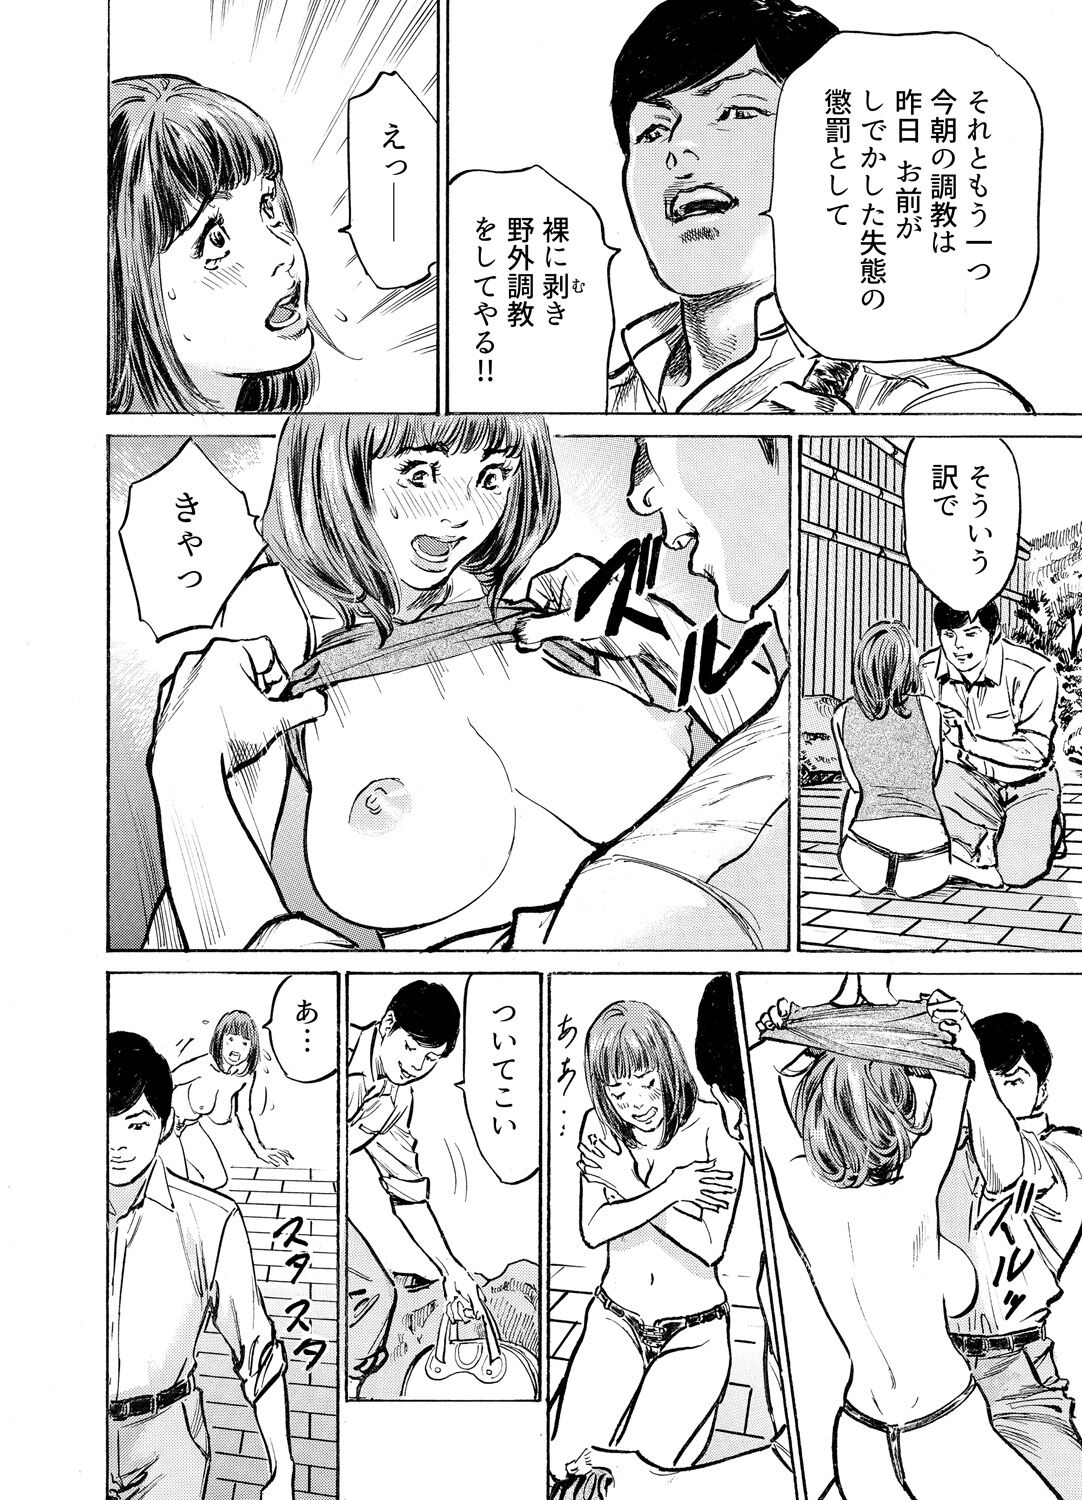 それともう一つ
今朝の調教は
昨日 お前が
しでかした失態の
懲罰として
裸に剥き
む
野外調教
をしてやる!!
えっ――
そういう
訳で
ズルル
きゃっ
ズルルッ
ああ…
ついてこい
あ…
スタ
スタ